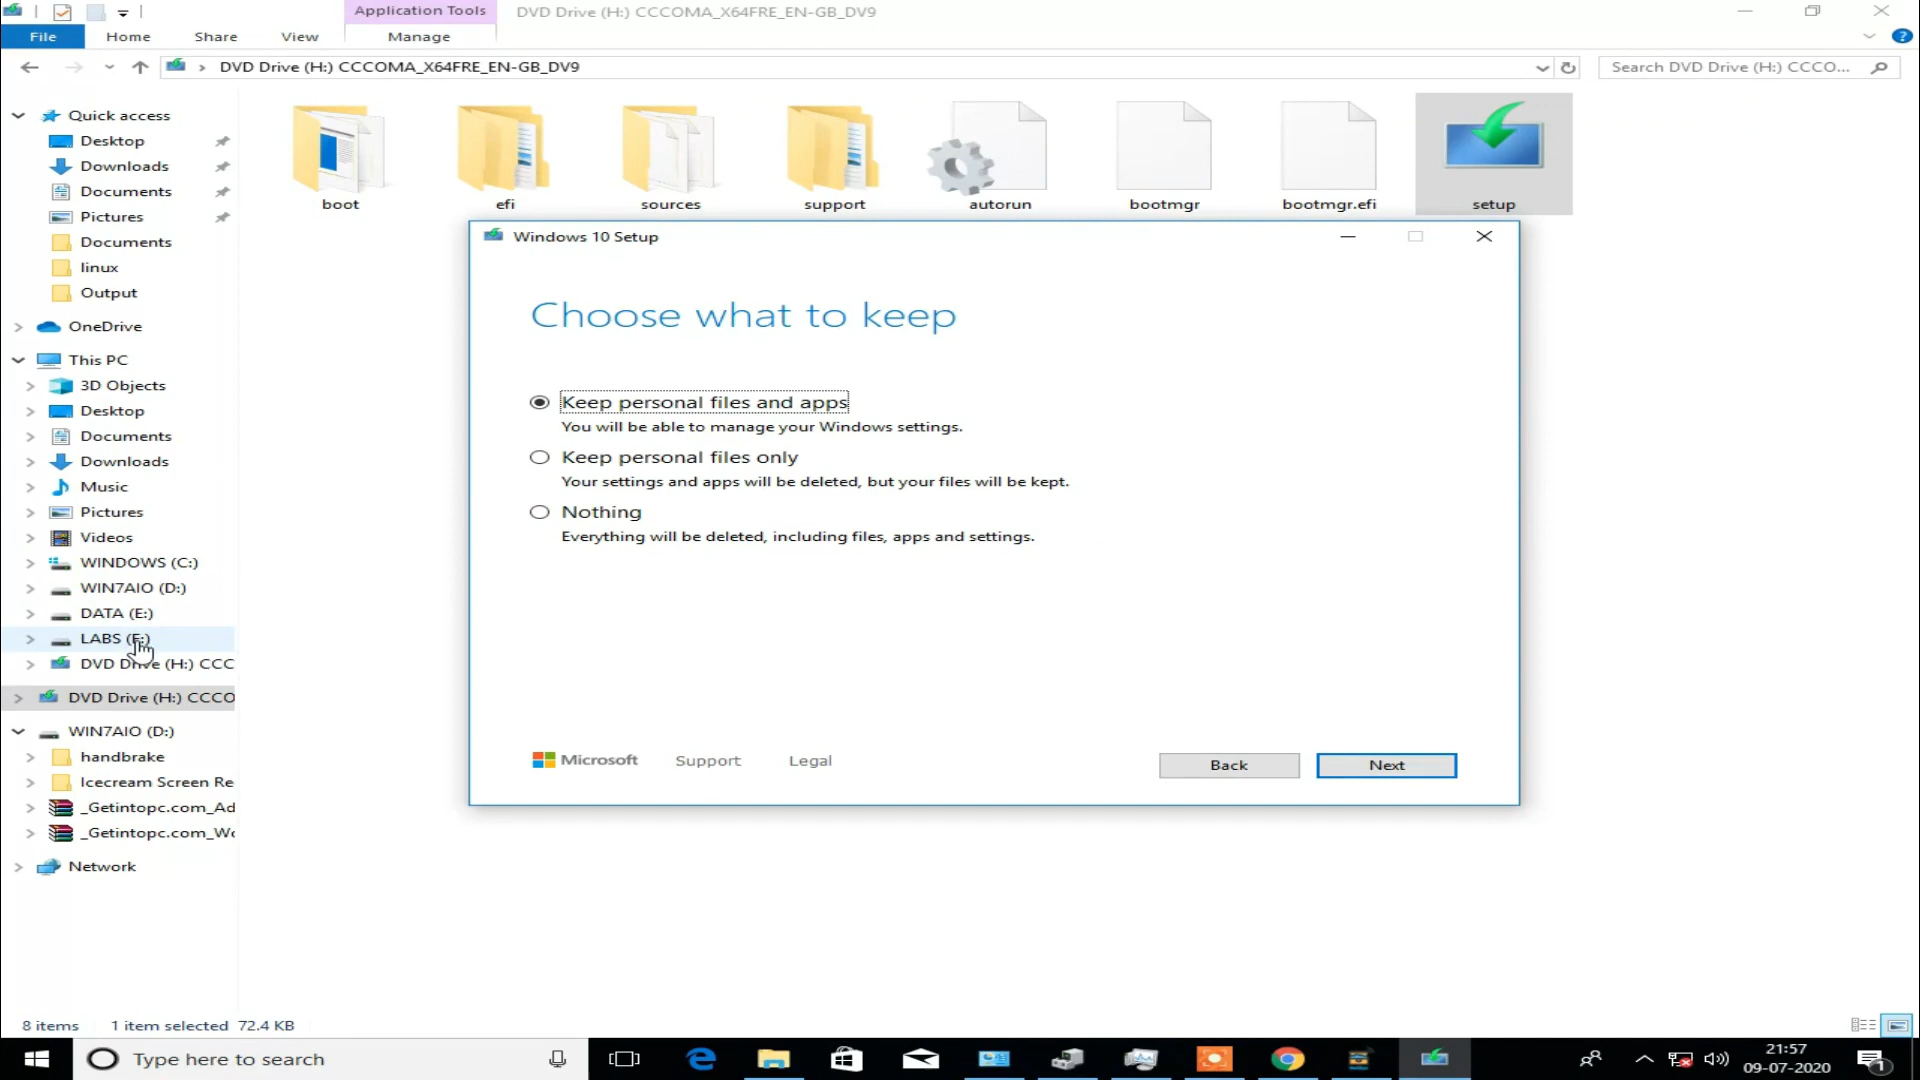 Application Tools
DVD Drive (H:) CCCOMA_X64FRE_EN-GB_DV9
File
Home
Share
View
Manage
DVD Drive (H:) CCCOMA_X64FRE_EN-GB_DV9
Search DVD Drive (H:) CCCO...
Quick access
Desktop
Downloads
Documents
Pictures
Documents
linux
Output
OneDrive
This PC
3D Objects
Desktop
Documents
Downloads
Music
Pictures
Videos
WINDOWS (C:)
WIN7AIO (D:)
DATA (E:)
LABS (F:)
DVD Drive (H:) CCC
DVD Drive (H:) CCCO
WIN7AIO (D:)
handbrake
Icecream Screen Re
_Getintopc.com_Ad
_Getintopc.com_Wo
Network
boot
efi
sources
support
autorun
bootmgr
bootmgr.efi
setup
Windows 10 Setup
Choose what to keep
Keep personal files and apps
You will be able to manage your Windows settings.
Keep personal files only
Your settings and apps will be deleted, but your files will be kept.
Nothing
Everything will be deleted, including files, apps and settings.
Microsoft
Support
Legal
Back
Next
8 items
1 item selected 72.4 KB
Type here to search
21:57
09-07-2020
1